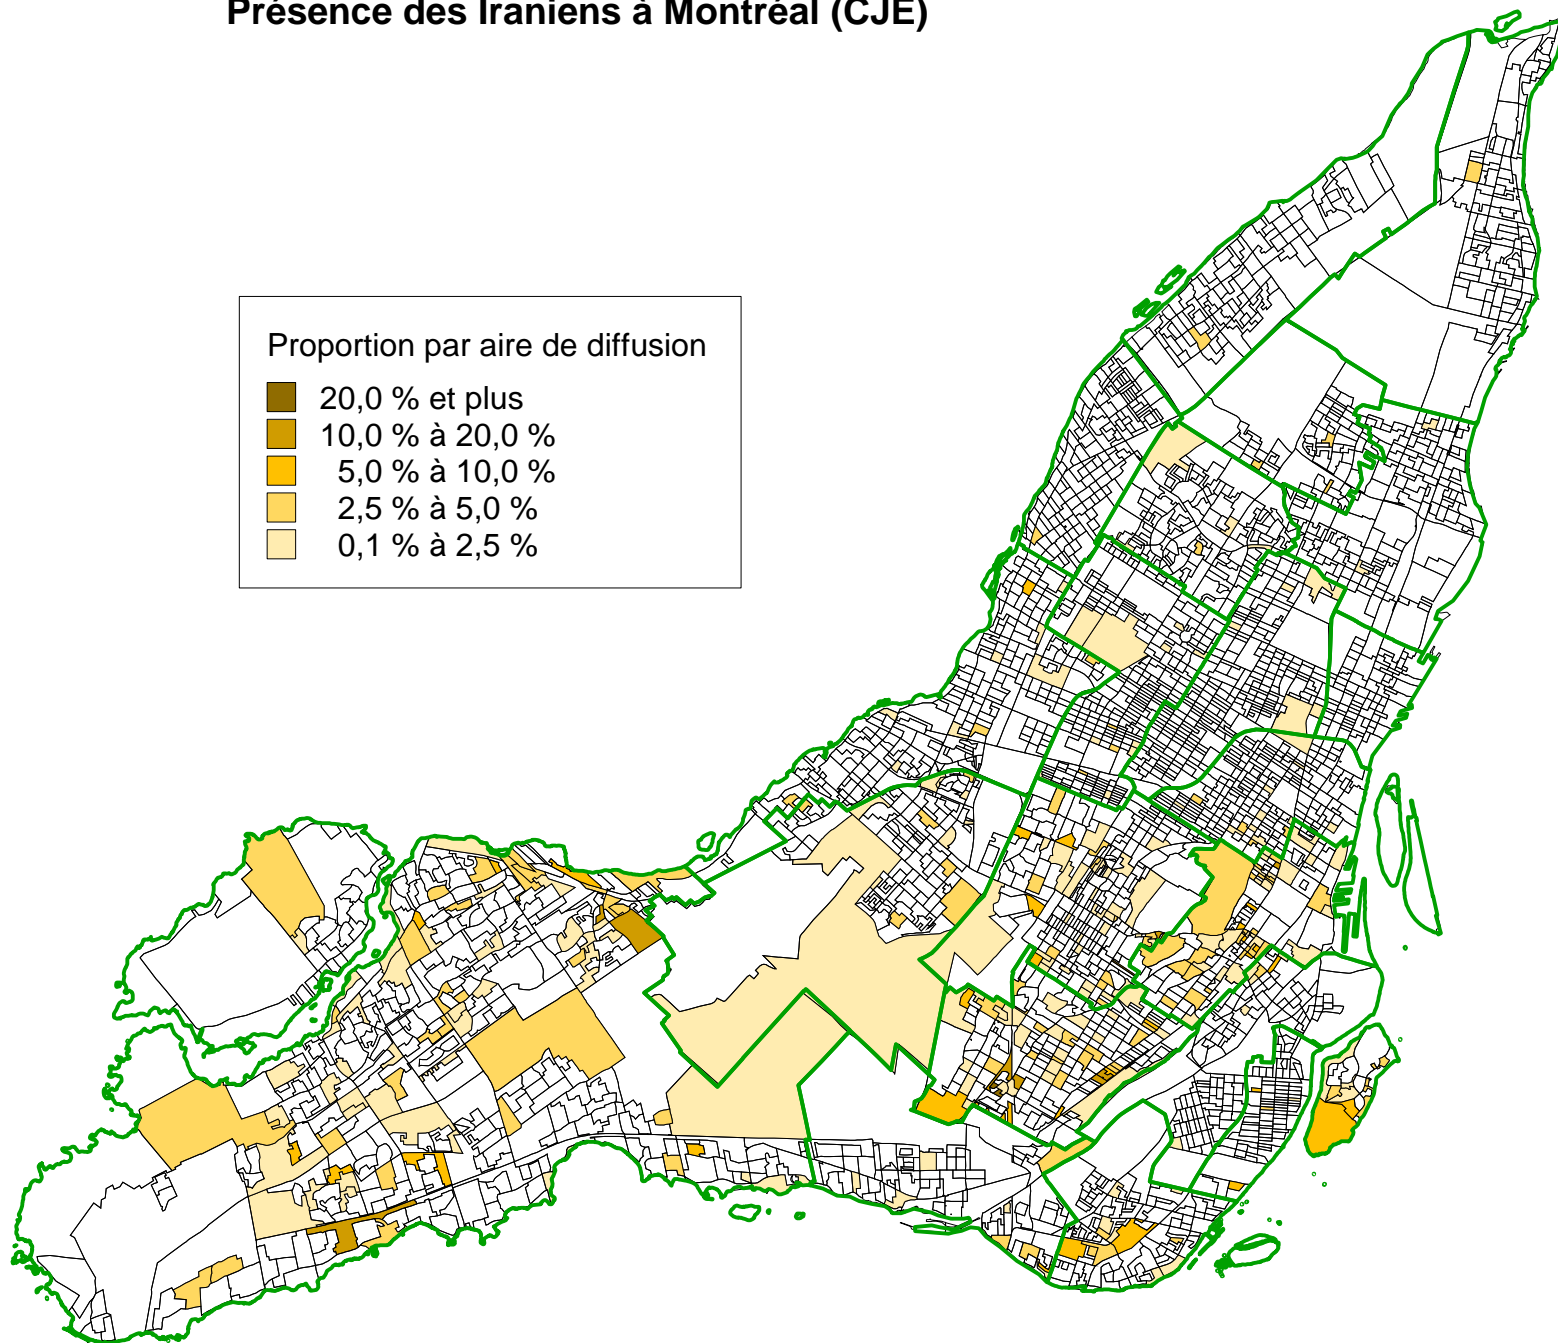 Présence des Iraniens à Montréal (CJE)
Proportion par aire de diffusion
20,0 % et plus
10,0 % à 20,0 %
5,0 % à 10,0 %
2,5 % à 5,0 %
0,1 % à 2,5 %